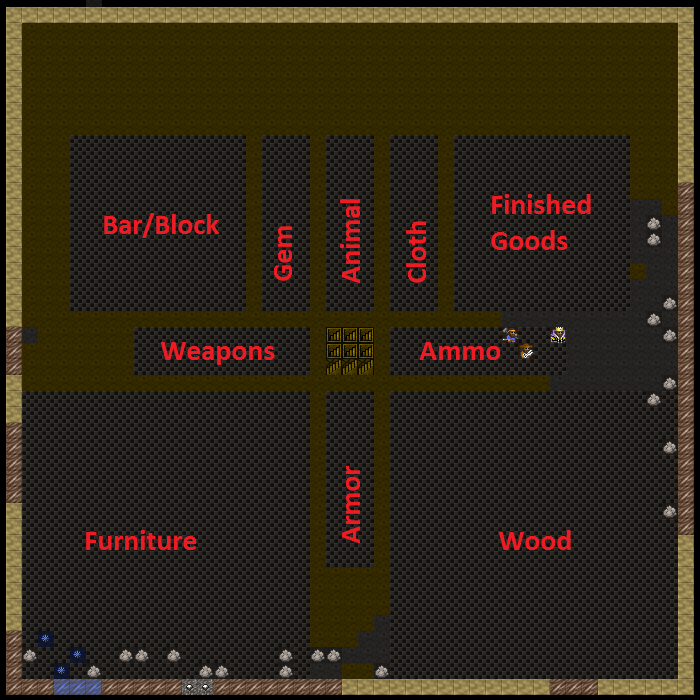 Bar/Block
Gem
Animal
Cloth
Finished
Goods
Weapons
Ammo
Furniture
Armor
Wood